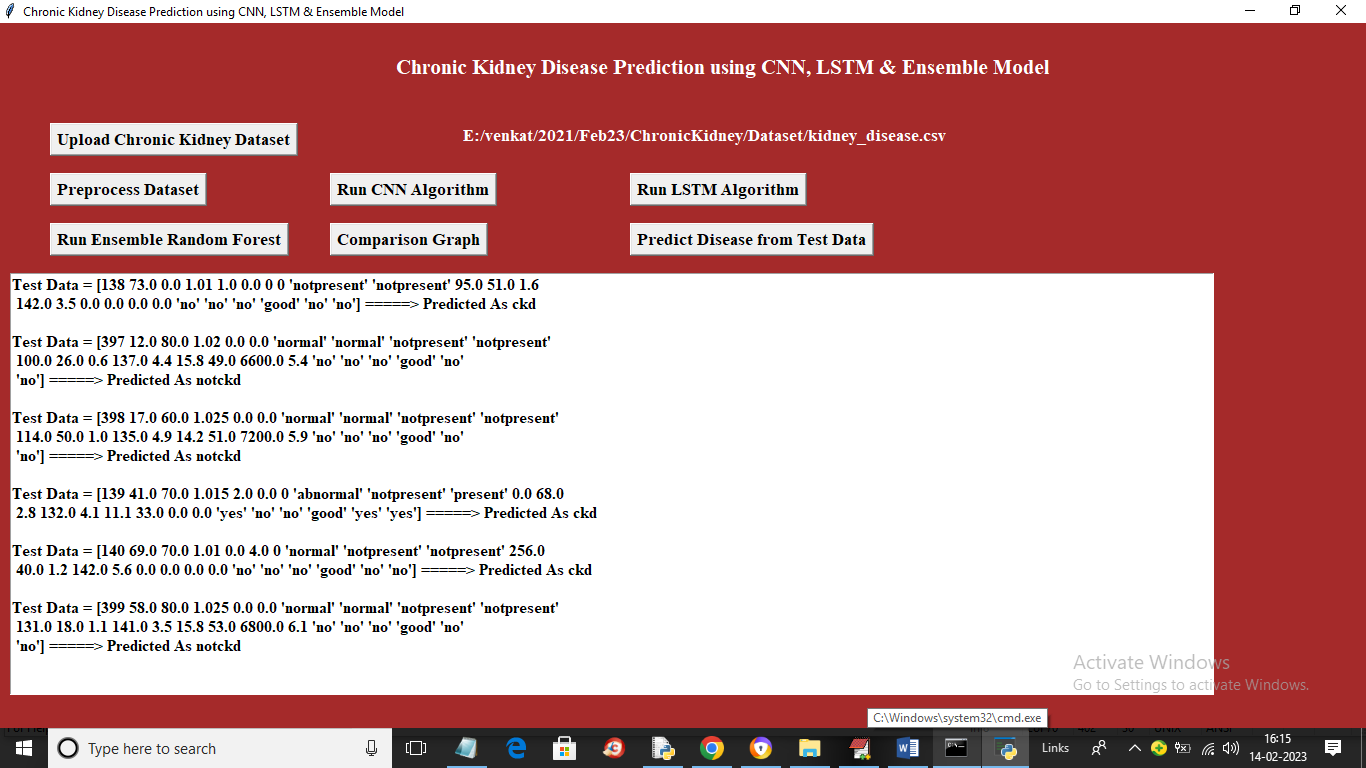 Chronic Kidney Disease Prediction using CNN, LSTM & Ensemble Model
Chronic Kidney Disease Prediction using CNN, LSTM & Ensemble Model
Upload Chronic Kidney Dataset
E:/venkat/2021/Feb23/ChronicKidney/Dataset/kidney_disease.csv
Preprocess Dataset
Run CNN Algorithm
Run LSTM Algorithm
Run Ensemble Random Forest
Comparison Graph
Predict Disease from Test Data
Test Data = [138 73.0 0.0 1.01 1.0 0.0 0 0 'notpresent' 'notpresent' 95.0 51.0 1.6
142.0 3.5 0.0 0.0 0.0 0.0 'no' 'no' 'no' 'good' 'no' 'no'] =====> Predicted As ckd
Test Data = [397 12.0 80.0 1.02 0.0 0.0 'normal' 'normal' 'notpresent' 'notpresent'
100.0 26.0 0.6 137.0 4.4 15.8 49.0 6600.0 5.4 'no' 'no' 'no' 'good' 'no'
'no'] =====> Predicted As notckd
Test Data = [398 17.0 60.0 1.025 0.0 0.0 'normal' 'normal' 'notpresent' 'notpresent'
114.0 50.0 1.0 135.0 4.9 14.2 51.0 7200.0 5.9 'no' 'no' 'no' 'good' 'no'
'no'] =====> Predicted As notckd
Test Data = [139 41.0 70.0 1.015 2.0 0.0 0 'abnormal' 'notpresent' 'present' 0.0 68.0
2.8 132.0 4.1 11.1 33.0 0.0 0.0 'yes' 'no' 'no' 'good' 'yes' 'yes'] =====> Predicted As ckd
Test Data = [140 69.0 70.0 1.01 0.0 4.0 0 'normal' 'notpresent' 'notpresent' 256.0
40.0 1.2 142.0 5.6 0.0 0.0 0.0 0.0 'no' 'no' 'no' 'good' 'no' 'no'] =====> Predicted As ckd
Test Data = [399 58.0 80.0 1.025 0.0 0.0 'normal' 'normal' 'notpresent' 'notpresent'
131.0 18.0 1.1 141.0 3.5 15.8 53.0 6800.0 6.1 'no' 'no' 'no' 'good' 'no'
'no'] =====> Predicted As notckd
Activate Windows
Go to Settings to activate Windows.
C:\Windows\system32\cmd.exe
Type here to search
Links
16:15
14-02-2023